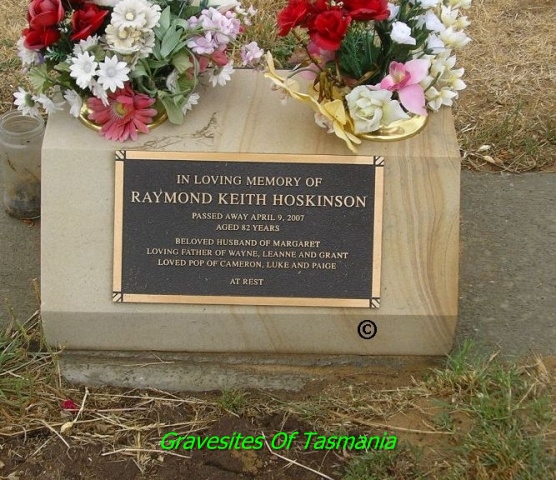 IN LOVING MEMORY OF
RAYMOND KEITH HOSKINSON
PASSED AWAY APRIL 9, 2007
AGED 82 YEARS
BELOVED HUSBAND OF MARGARET
LOVING FATHER OF WAYNE, LEANNE AND GRANT
LOVED POP OF CAMERON, LUKE AND PAIGE
AT REST
©
Gravesites Of Tasmania